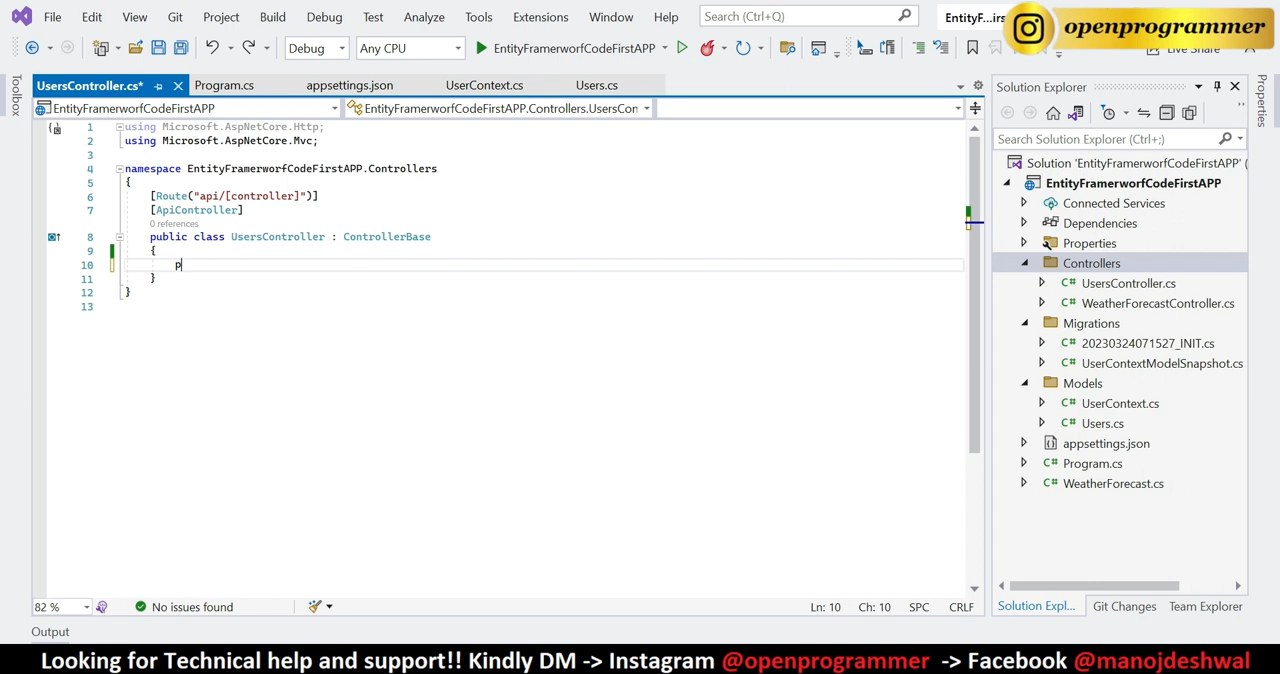 File Edit View Git Project Build Debug Test Analyze Tools Extensions Window Help Search (Ctrl+Q) EntityF...irs
openprogrammer
Debug Any CPU EntityFramerworfCodeFirstAPP Live Share
Toolbox
UsersController.cs* Program.cs appsettings.json UserContext.cs Users.cs
EntityFramerworfCodeFirstAPP EntityFramerworfCodeFirstAPP.Controllers.UsersCon
1 using Microsoft.AspNetCore.Http;
2 using Microsoft.AspNetCore.Mvc;
3
4 namespace EntityFramerworfCodeFirstAPP.Controllers
5 {
6 [Route("api/[controller]")]
7 [ApiController]
0 references
8 public class UsersController : ControllerBase
9 {
10 p
11 }
12 }
13
82 % No issues found Ln: 10 Ch: 10 SPC CRLF
Output
Solution Explorer
Search Solution Explorer (Ctrl+;)
Solution 'EntityFramerworfCodeFirstAPP' (
EntityFramerworfCodeFirstAPP
Connected Services
Dependencies
Properties
Controllers
C# UsersController.cs
C# WeatherForecastController.cs
Migrations
C# 20230324071527_INIT.cs
C# UserContextModelSnapshot.cs
Models
C# UserContext.cs
C# Users.cs
appsettings.json
C# Program.cs
C# WeatherForecast.cs
Solution Expl... Git Changes Team Explorer
Properties
Looking for Technical help and support!! Kindly DM -> Instagram @openprogrammer -> Facebook @manojdeshwal